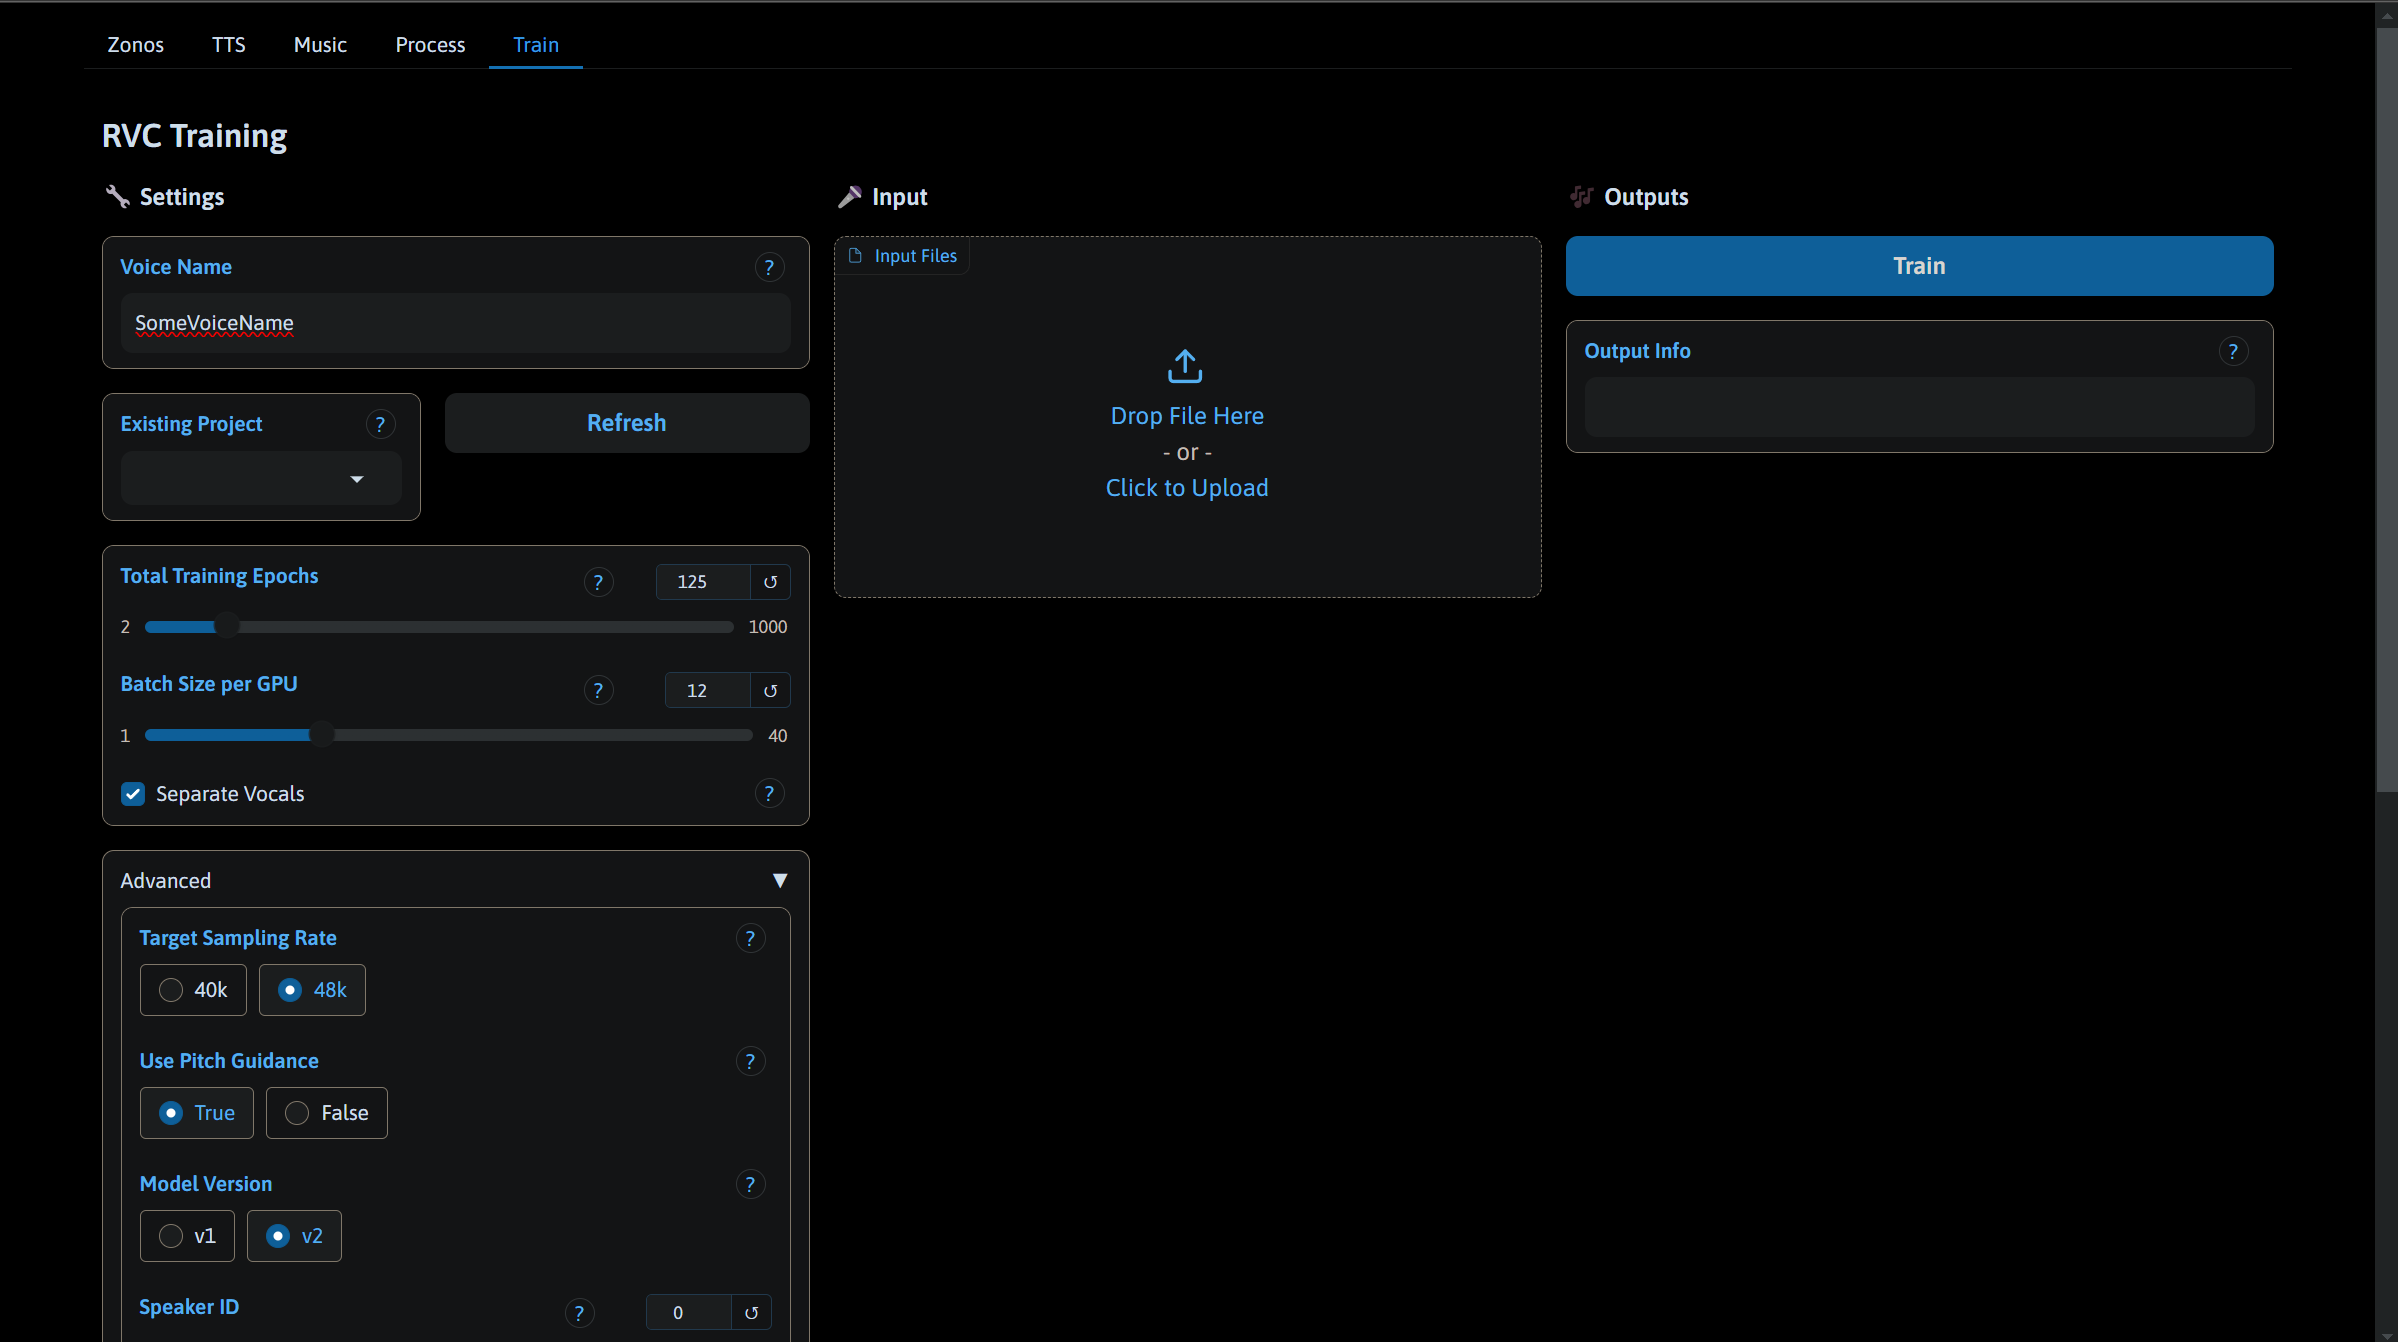 Zonos TTS Music Process Train
RVC Training
Settings
Voice Name ?
SomeVoiceName
Existing Project ?
Refresh
Total Training Epochs ? 125 ↺
2 1000
Batch Size per GPU ? 12 ↺
1 40
Separate Vocals ?
Advanced ▼
Target Sampling Rate ?
40k 48k
Use Pitch Guidance ?
True False
Model Version ?
v1 v2
Speaker ID ? 0 ↺
Input
Input Files
Drop File Here
- or -
Click to Upload
Outputs
Train
Output Info ?